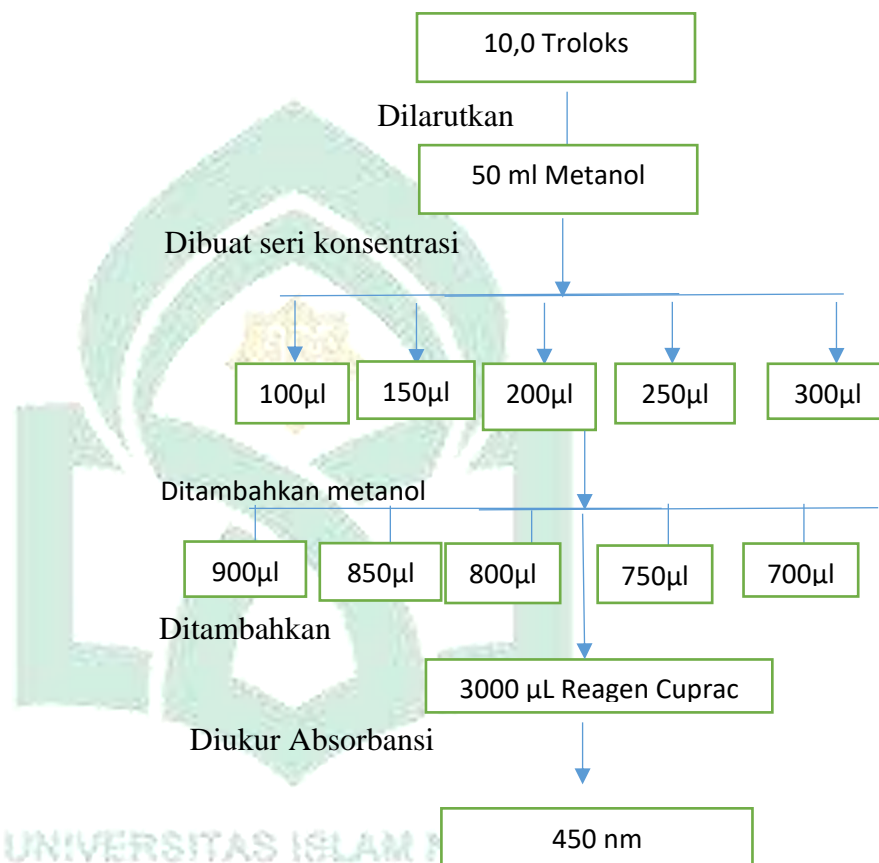 10,0 Troloks
Dilarutkan
50 ml Metanol
Dibuat seri konsentrasi
100µl 150µl 200µl 250µl 300µl
Ditambahkan metanol
900µl 850µl 800µl 750µl 700µl
Ditambahkan
3000 µL Reagen Cuprac
Diukur Absorbansi
450 nm
UNIVERSITAS ISLAM